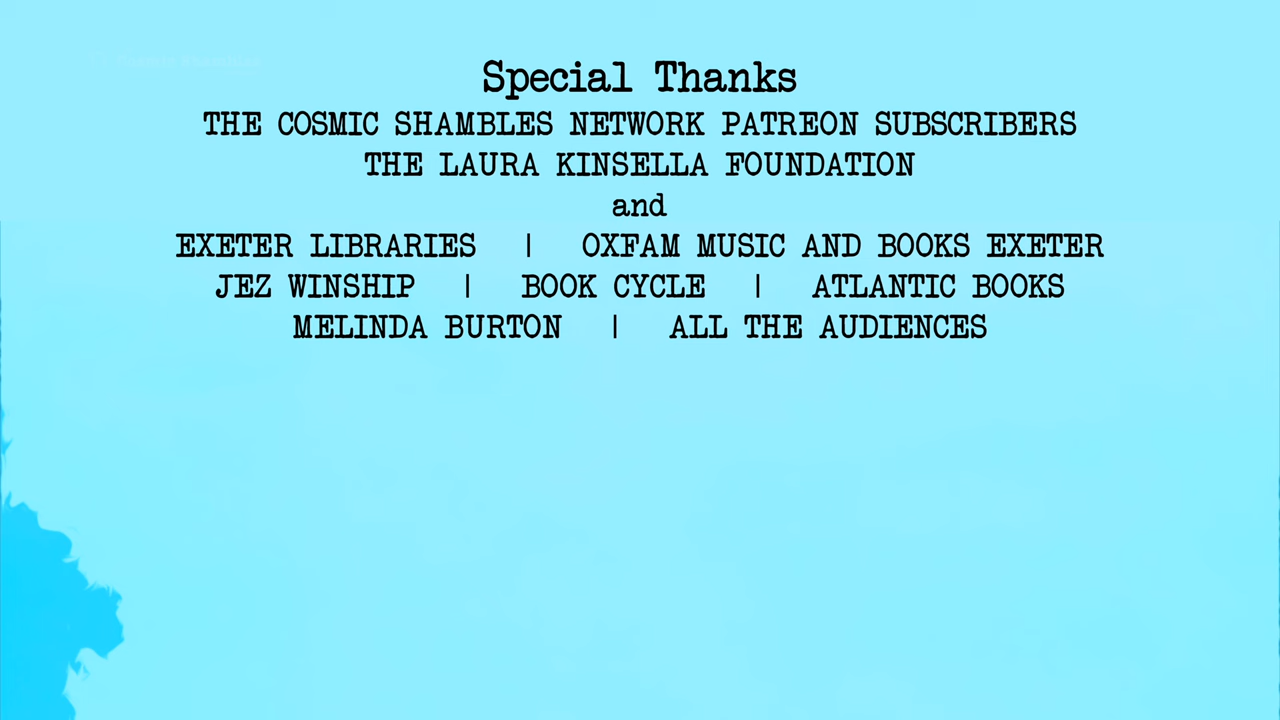 Special Thanks
THE COSMIC SHAMBLES NETWORK PATREON SUBSCRIBERS
THE LAURA KINSELLA FOUNDATION
and
EXETER LIBRARIES | OXFAM MUSIC AND BOOKS EXETER
JEZ WINSHIP | BOOK CYCLE | ATLANTIC BOOKS
MELINDA BURTON | ALL THE AUDIENCES